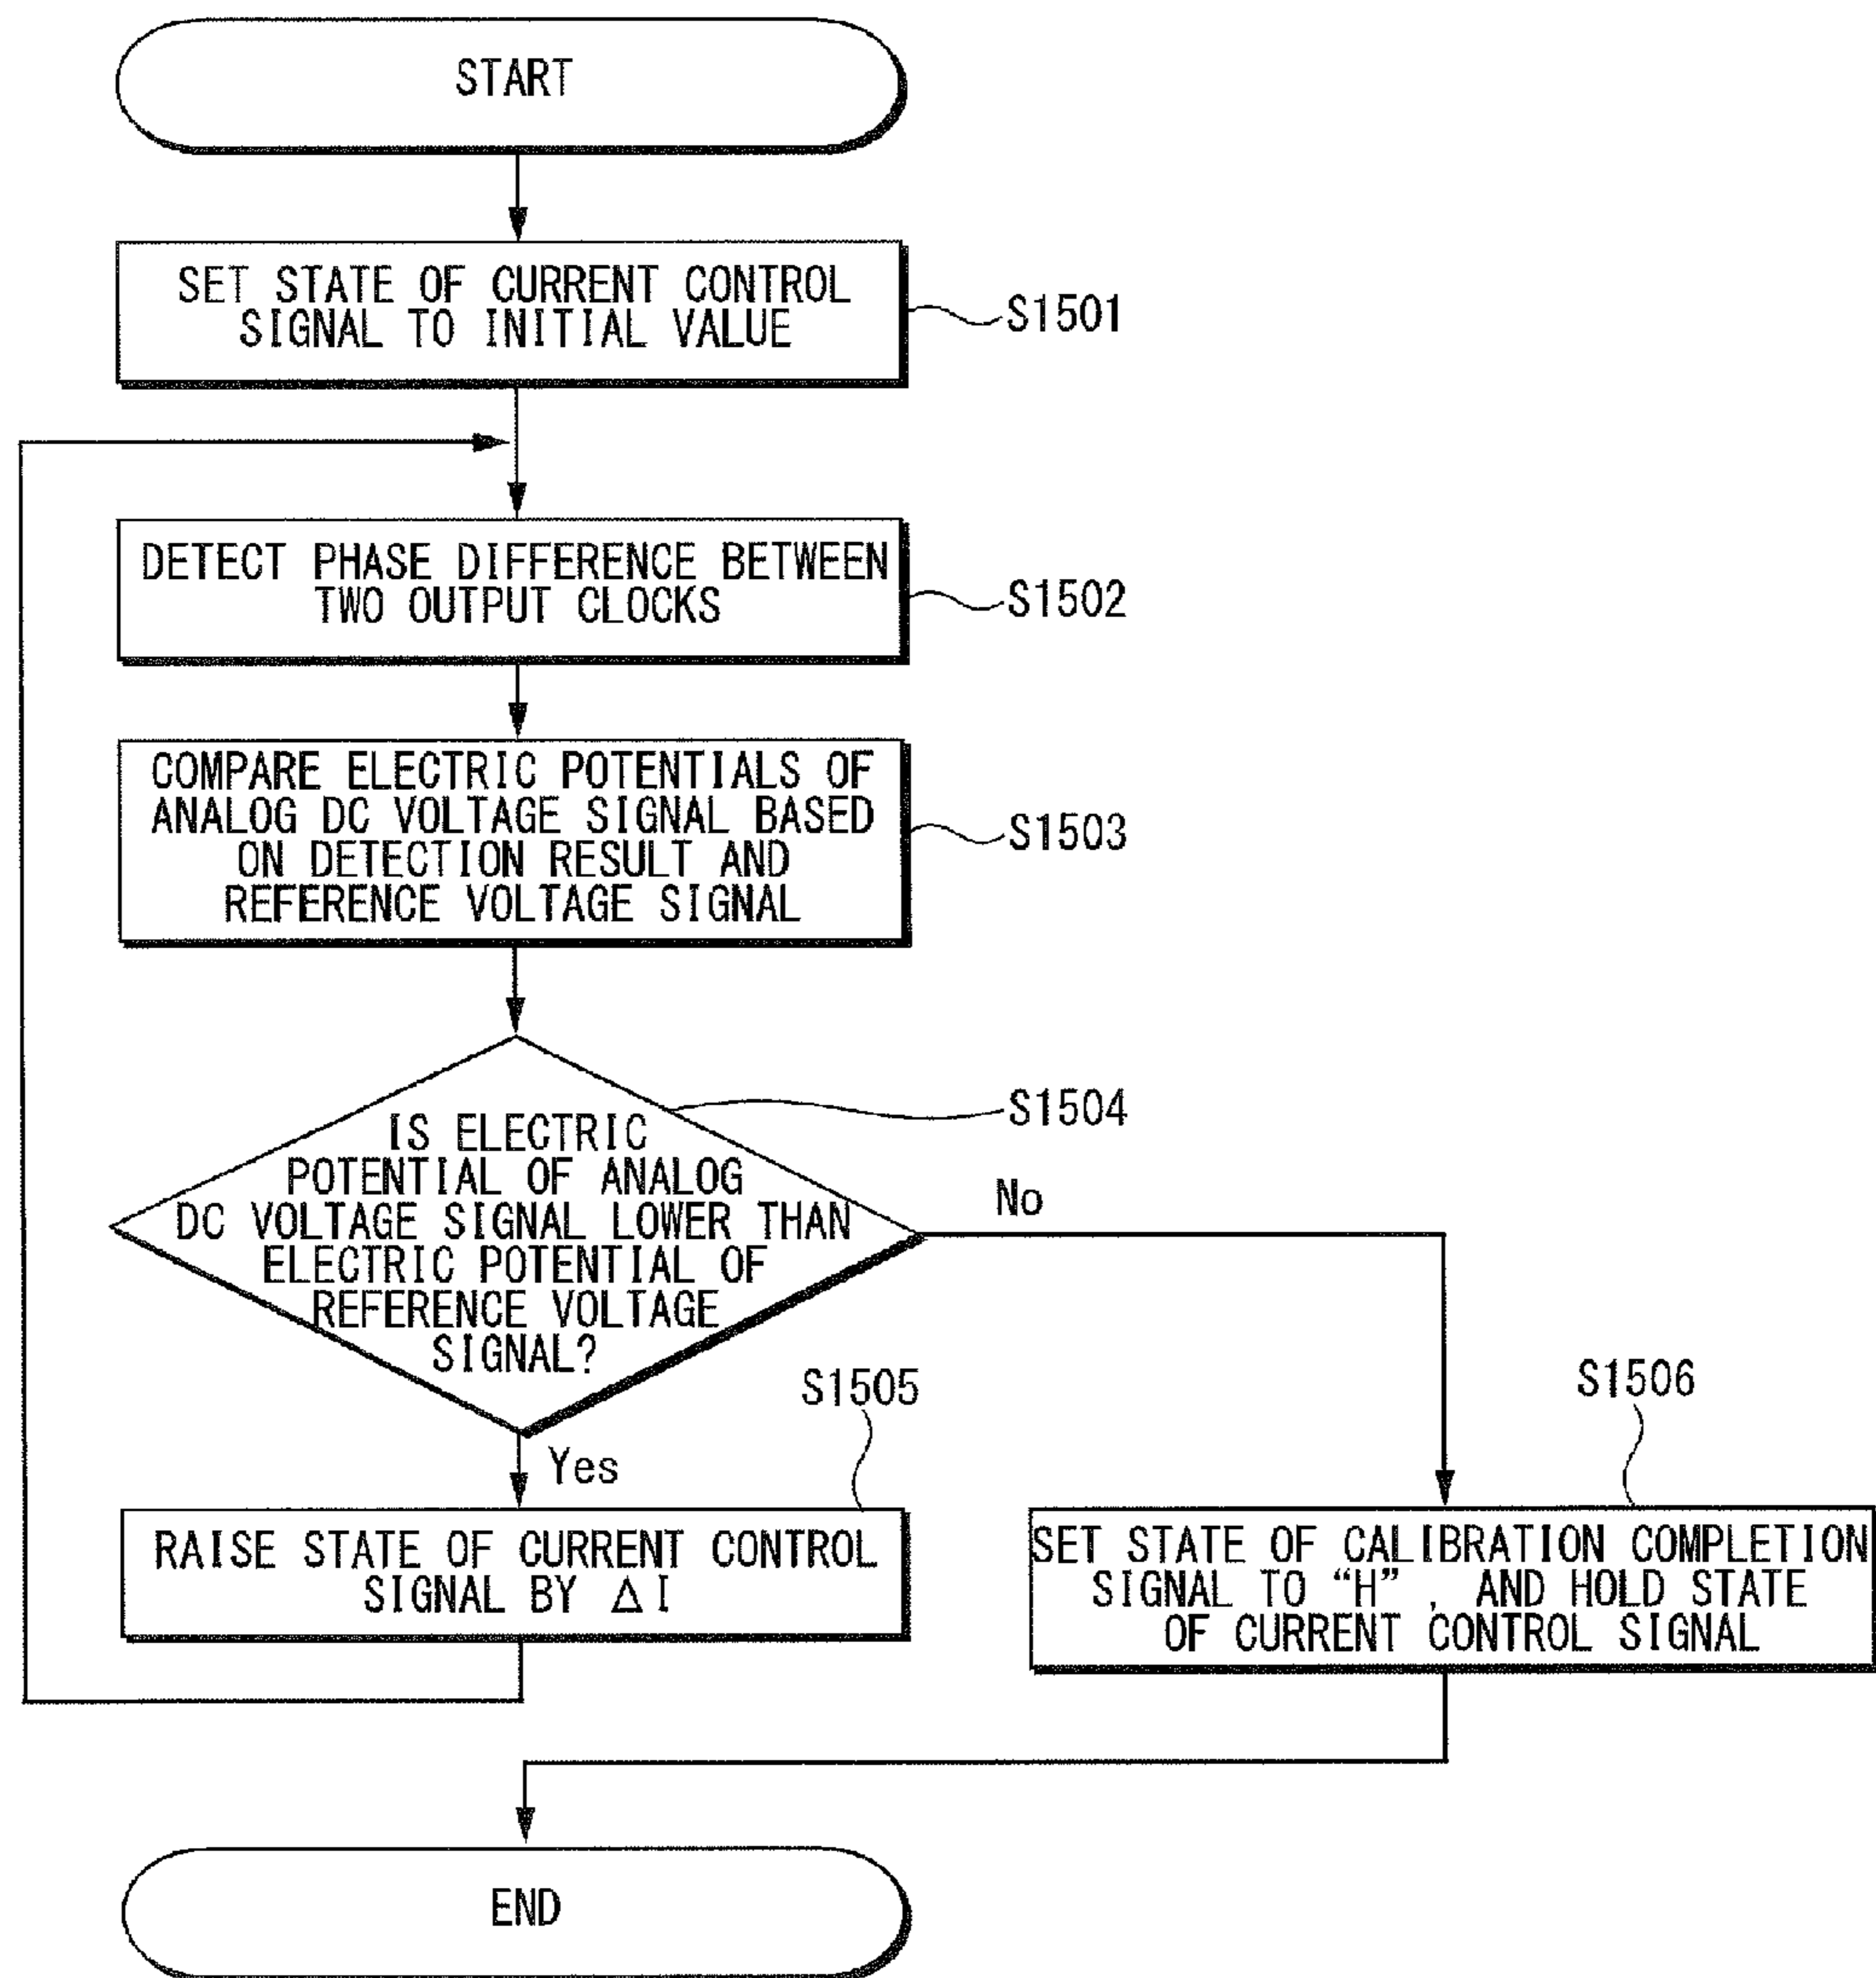 START
SET STATE OF CURRENT CONTROL
SIGNAL TO INITIAL VALUE
S1501
DETECT PHASE DIFFERENCE BETWEEN
TWO OUTPUT CLOCKS
S1502
COMPARE ELECTRIC POTENTIALS OF
ANALOG DC VOLTAGE SIGNAL BASED
ON DETECTION RESULT AND
REFERENCE VOLTAGE SIGNAL
S1503
IS ELECTRIC
POTENTIAL OF ANALOG
DC VOLTAGE SIGNAL LOWER THAN
ELECTRIC POTENTIAL OF
REFERENCE VOLTAGE
SIGNAL?
S1504
No
Yes
S1505
RAISE STATE OF CURRENT CONTROL
SIGNAL BY ΔI
S1506
SET STATE OF CALIBRATION COMPLETION
SIGNAL TO “H”, AND HOLD STATE
OF CURRENT CONTROL SIGNAL
END